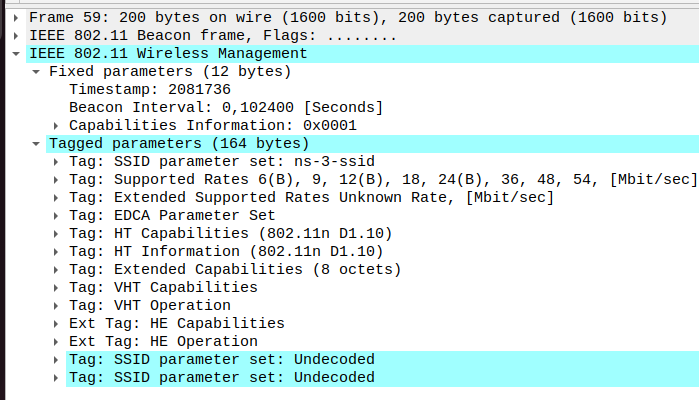 Frame 59: 200 bytes on wire (1600 bits), 200 bytes captured (1600 bits)
IEEE 802.11 Beacon frame, Flags: ........
IEEE 802.11 Wireless Management
Fixed parameters (12 bytes)
Timestamp: 2081736
Beacon Interval: 0,102400 [Seconds]
Capabilities Information: 0x0001
Tagged parameters (164 bytes)
Tag: SSID parameter set: ns-3-ssid
Tag: Supported Rates 6(B), 9, 12(B), 18, 24(B), 36, 48, 54, [Mbit/sec]
Tag: Extended Supported Rates Unknown Rate, [Mbit/sec]
Tag: EDCA Parameter Set
Tag: HT Capabilities (802.11n D1.10)
Tag: HT Information (802.11n D1.10)
Tag: Extended Capabilities (8 octets)
Tag: VHT Capabilities
Tag: VHT Operation
Ext Tag: HE Capabilities
Ext Tag: HE Operation
Tag: SSID parameter set: Undecoded
Tag: SSID parameter set: Undecoded